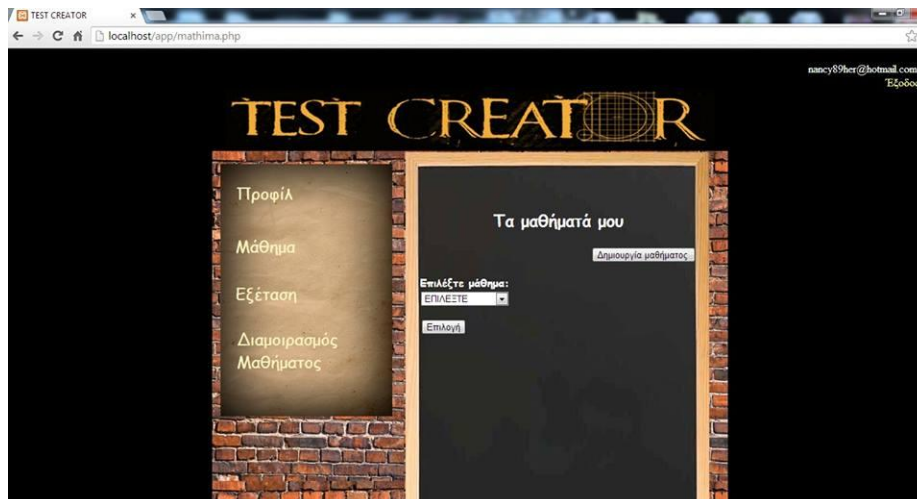 TEST CREATOR
localhost/app/mathima.php
nancy89her@hotmail.com
Έξοδος
TEST CREATOR
Προφίλ
Μάθημα
Εξέταση
Διαμοιρασμός
Μαθήματος
Τα μαθήματά μου
Δημιουργία μαθήματος
Επιλέξτε μάθημα:
ΕΠΙΛΕΞΤΕ
Επιλογή